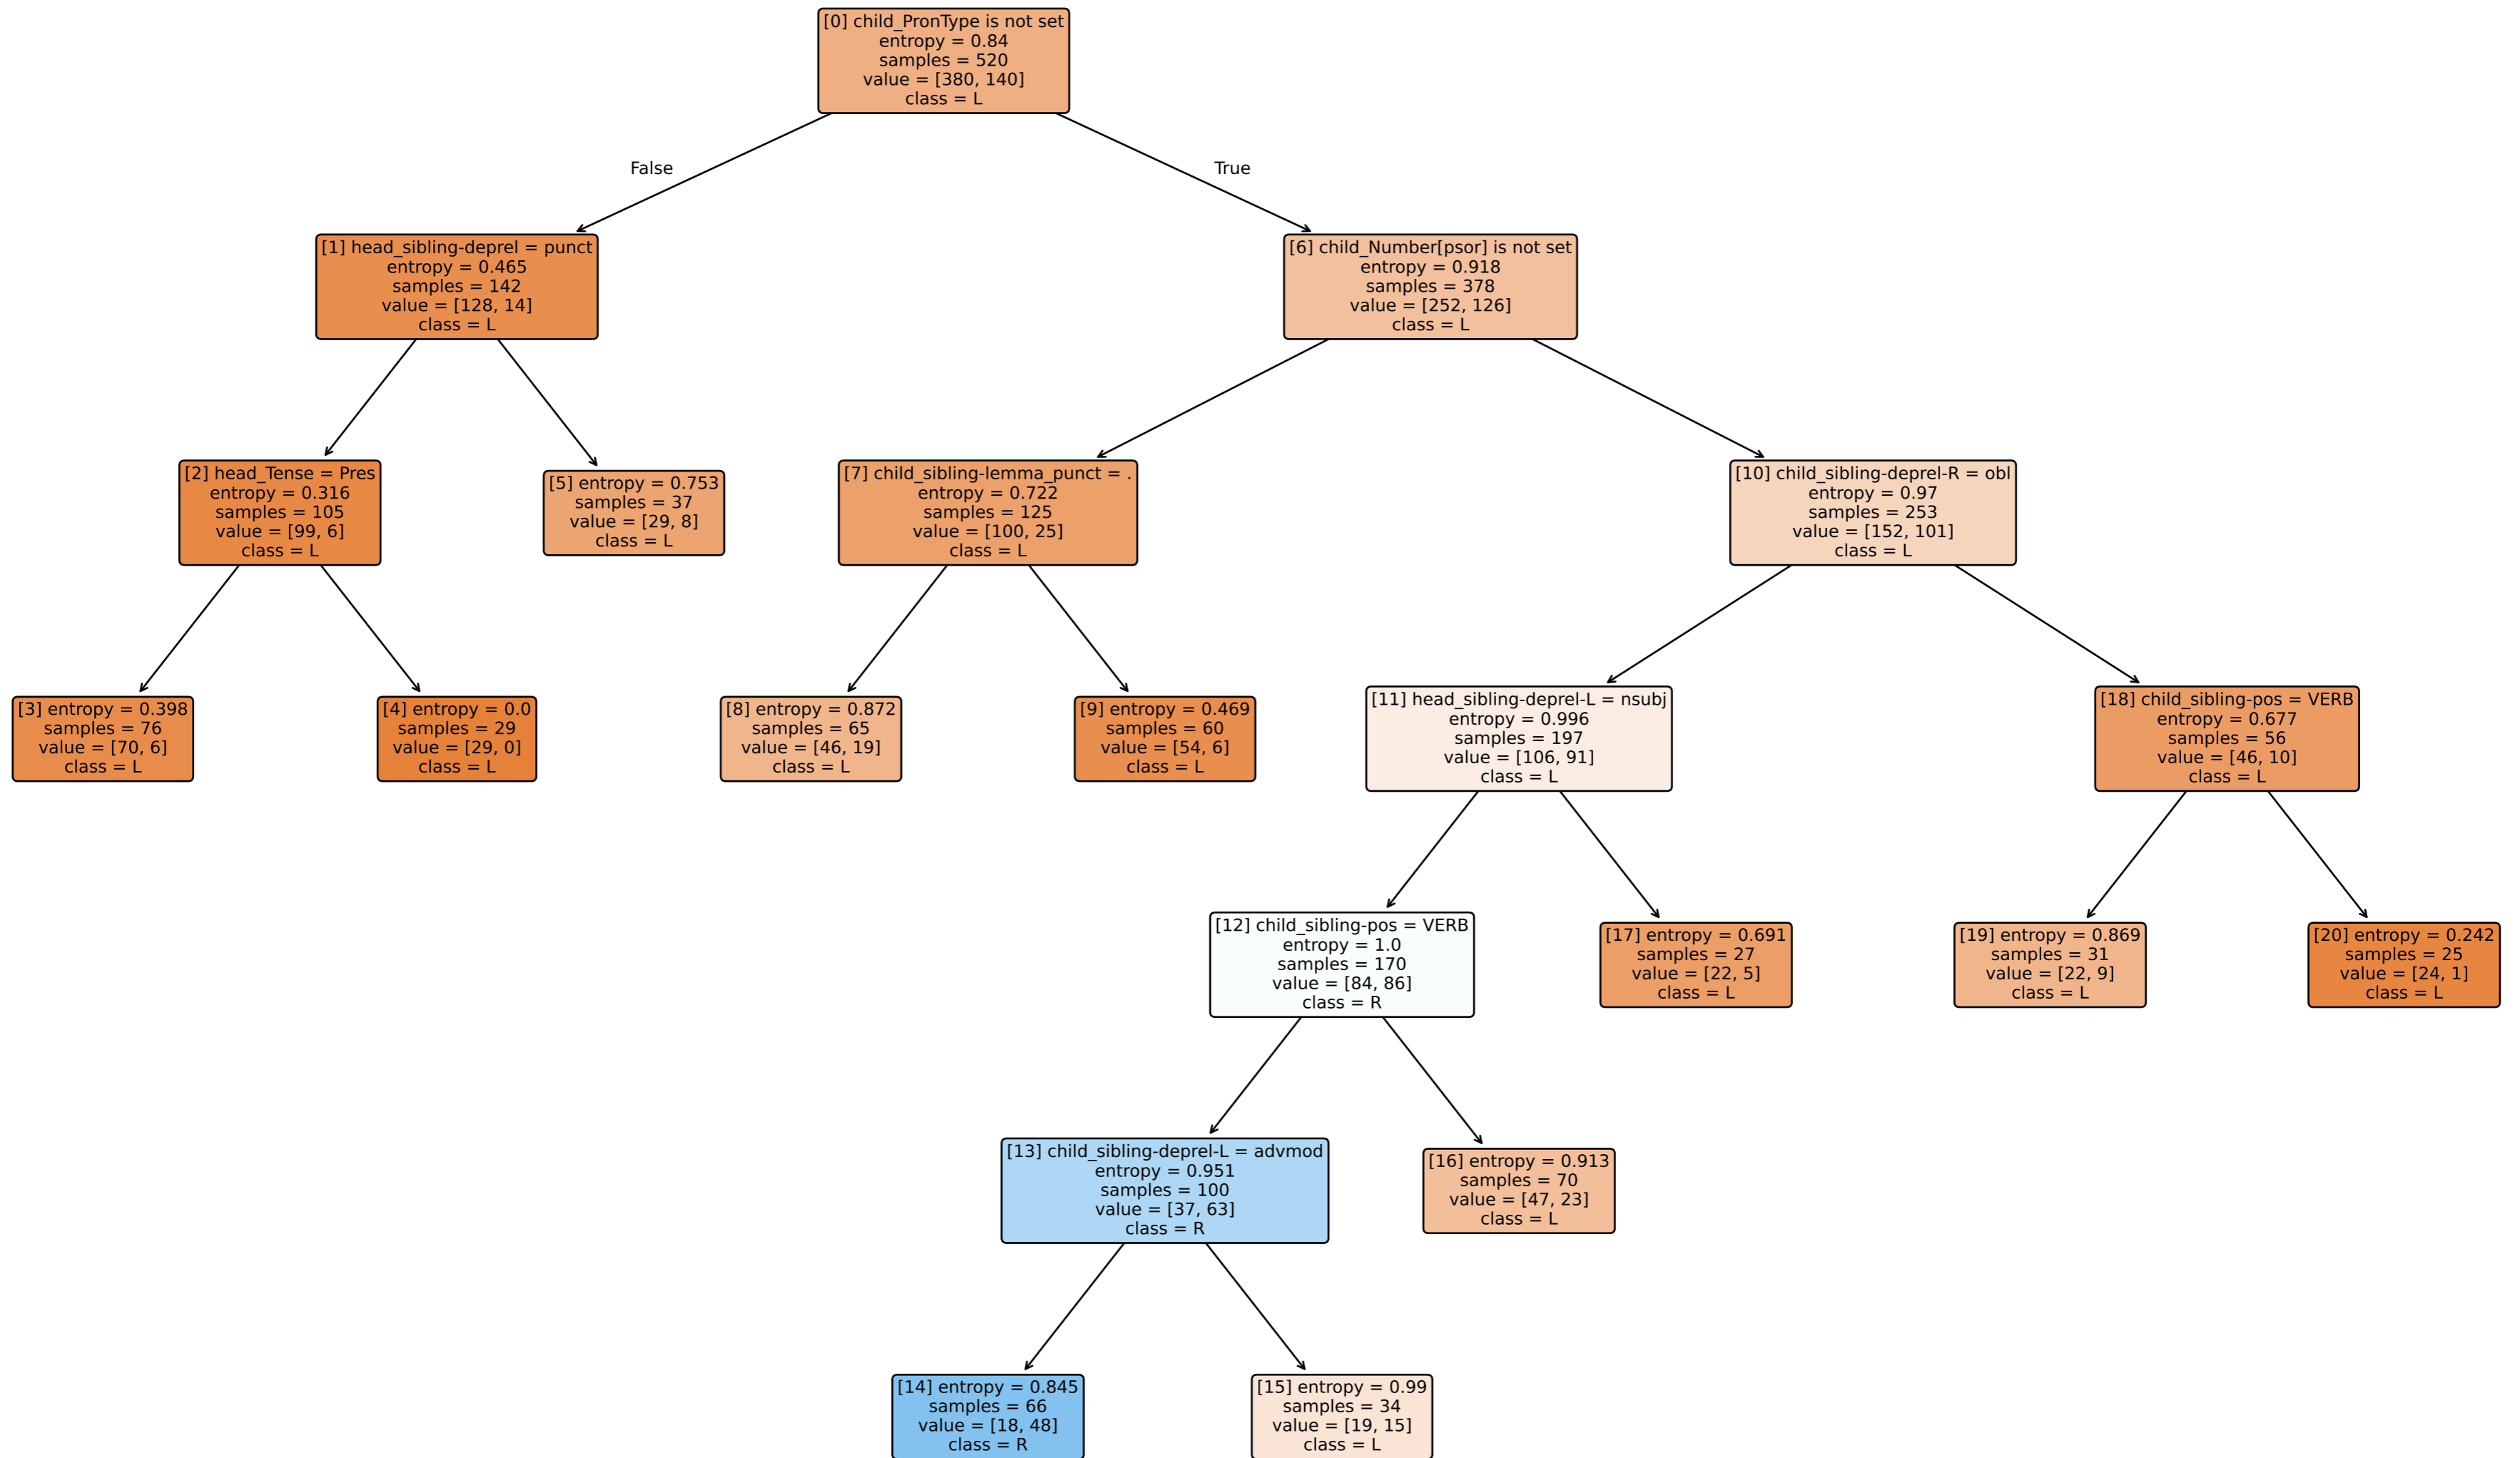 [0] child_PronType is not set
entropy = 0.84
samples = 520
value = [380, 140]
class = L
False
True
[1] head_sibling-deprel = punct
entropy = 0.465
samples = 142
value = [128, 14]
class = L
[6] child_Number[psor] is not set
entropy = 0.918
samples = 378
value = [252, 126]
class = L
[2] head_Tense = Pres
entropy = 0.316
samples = 105
value = [99, 6]
class = L
[5] entropy = 0.753
samples = 37
value = [29, 8]
class = L
[7] child_sibling-lemma_punct = .
entropy = 0.722
samples = 125
value = [100, 25]
class = L
[10] child_sibling-deprel-R = obl
entropy = 0.97
samples = 253
value = [152, 101]
class = L
[3] entropy = 0.398
samples = 76
value = [70, 6]
class = L
[4] entropy = 0.0
samples = 29
value = [29, 0]
class = L
[8] entropy = 0.872
samples = 65
value = [46, 19]
class = L
[9] entropy = 0.469
samples = 60
value = [54, 6]
class = L
[11] head_sibling-deprel-L = nsubj
entropy = 0.996
samples = 197
value = [106, 91]
class = L
[18] child_sibling-pos = VERB
entropy = 0.677
samples = 56
value = [46, 10]
class = L
[12] child_sibling-pos = VERB
entropy = 1.0
samples = 170
value = [84, 86]
class = R
[17] entropy = 0.691
samples = 27
value = [22, 5]
class = L
[19] entropy = 0.869
samples = 31
value = [22, 9]
class = L
[20] entropy = 0.242
samples = 25
value = [24, 1]
class = L
[13] child_sibling-deprel-L = advmod
entropy = 0.951
samples = 100
value = [37, 63]
class = R
[16] entropy = 0.913
samples = 70
value = [47, 23]
class = L
[14] entropy = 0.845
samples = 66
value = [18, 48]
class = R
[15] entropy = 0.99
samples = 34
value = [19, 15]
class = L